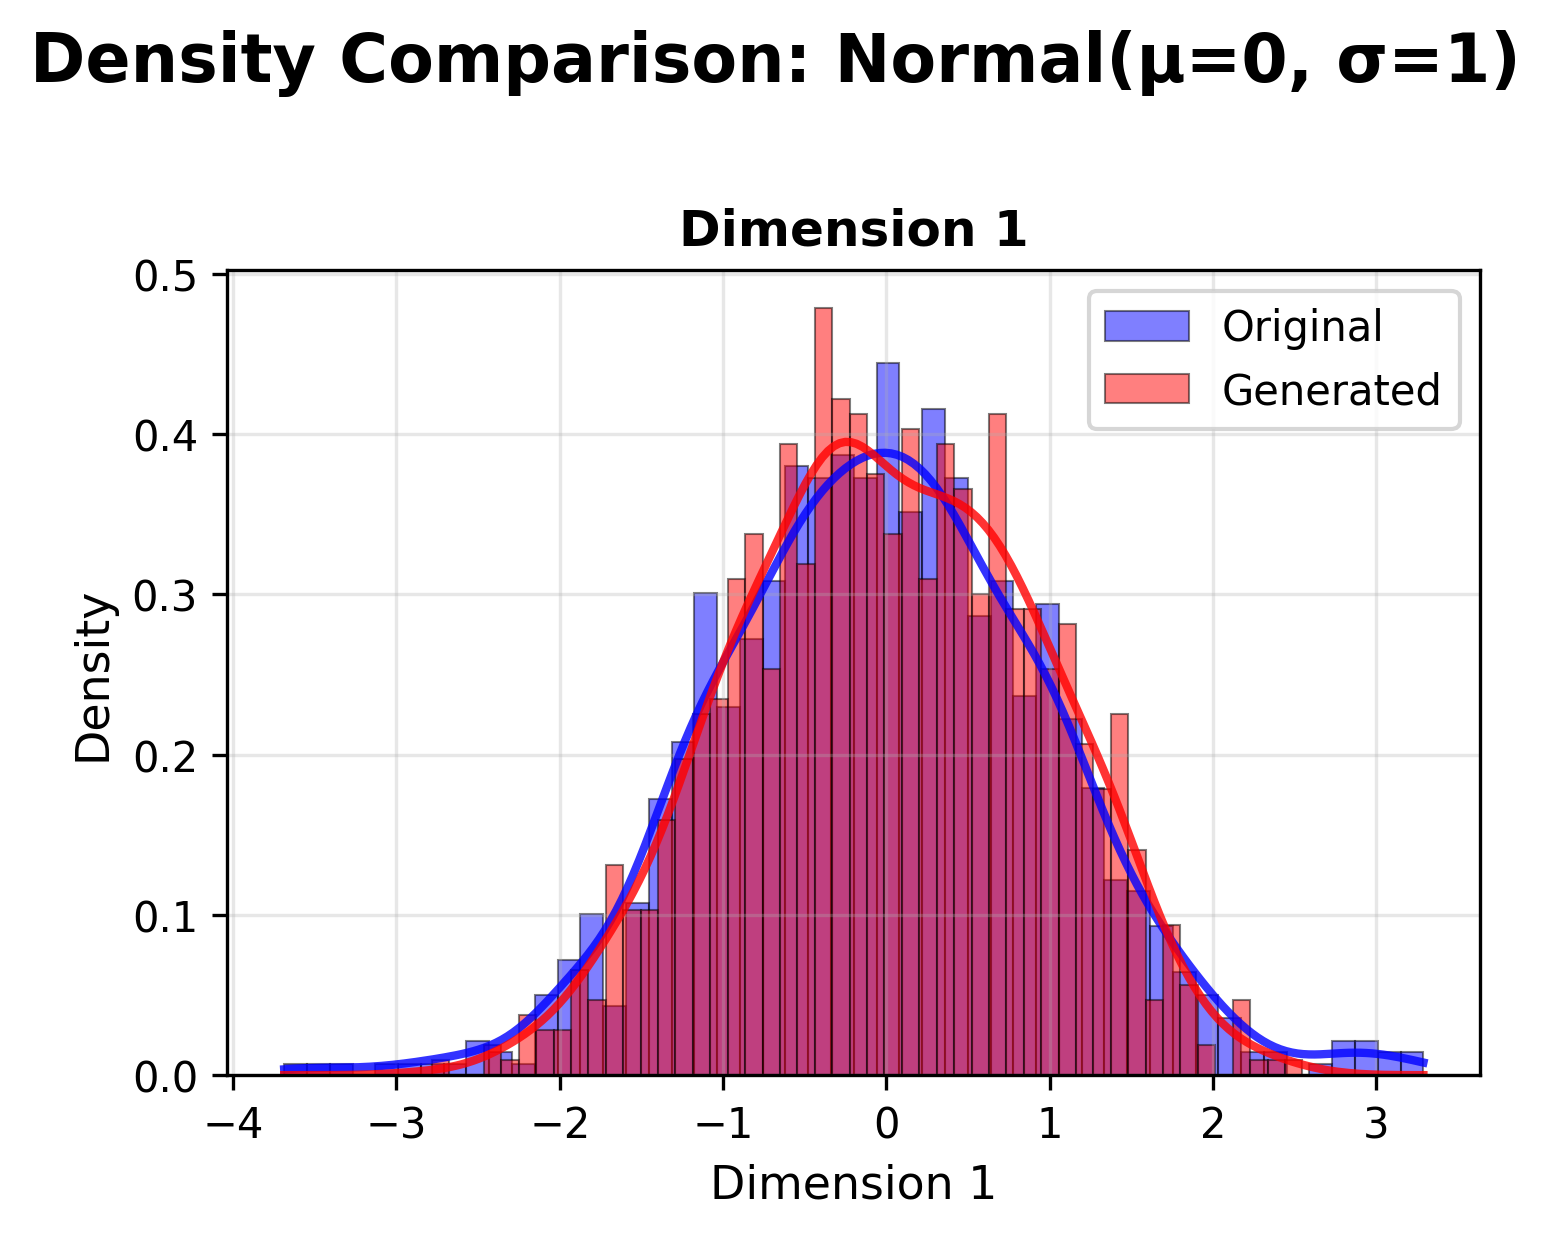 Density Comparison: Normal(μ=0, σ=1)
Dimension 1
Original
Generated
0.5
0.4
0.3
0.2
0.1
0.0
Density
−4 −3 −2 −1 0 1 2 3
Dimension 1